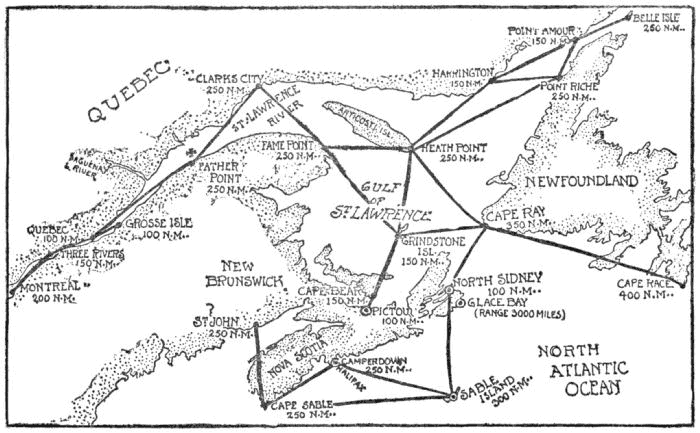 BELLE ISLE
250 N.M..
POINT AMOUR
150 N.M..
QUEBEC
CLARKS CITY
250 N.M..
HARRINGTON
150 N.M..
POINT RICHE
250 N.M..
ST. LAWRENCE
RIVER
ANTICOSTI ISL.
FAME POINT
250 N.M..
HEATH POINT
250 N.M..
SAGUENAY
RIVER
FATHER
POINT
250 N.M..
NEWFOUNDLAND
GULF
OF
ST. LAWRENCE
QUEBEC
100 N.M..
GROSSE ISLE
100 N.M..
CAPE RAY
350 N.M..
THREE RIVERS
150 N.M..
GRINDSTONE
ISL.
150 N.M..
MONTREAL
200 N.M..
NEW
BRUNSWICK
CAPE BEAR
150 N.M.
NORTH SIDNEY
100 N.M..
CAPE RACE
400 N.M..
PICTOU
100 N.M..
GLACE BAY
(RANGE 3000 MILES)
ST JOHN
250 N.M..
NOVA SCOTIA
CAMPERDOWN
250 N.M..
HALIFAX
NORTH
ATLANTIC
OCEAN
SABLE
ISLAND
300 N.M..
CAPE SABLE
250 N.M..